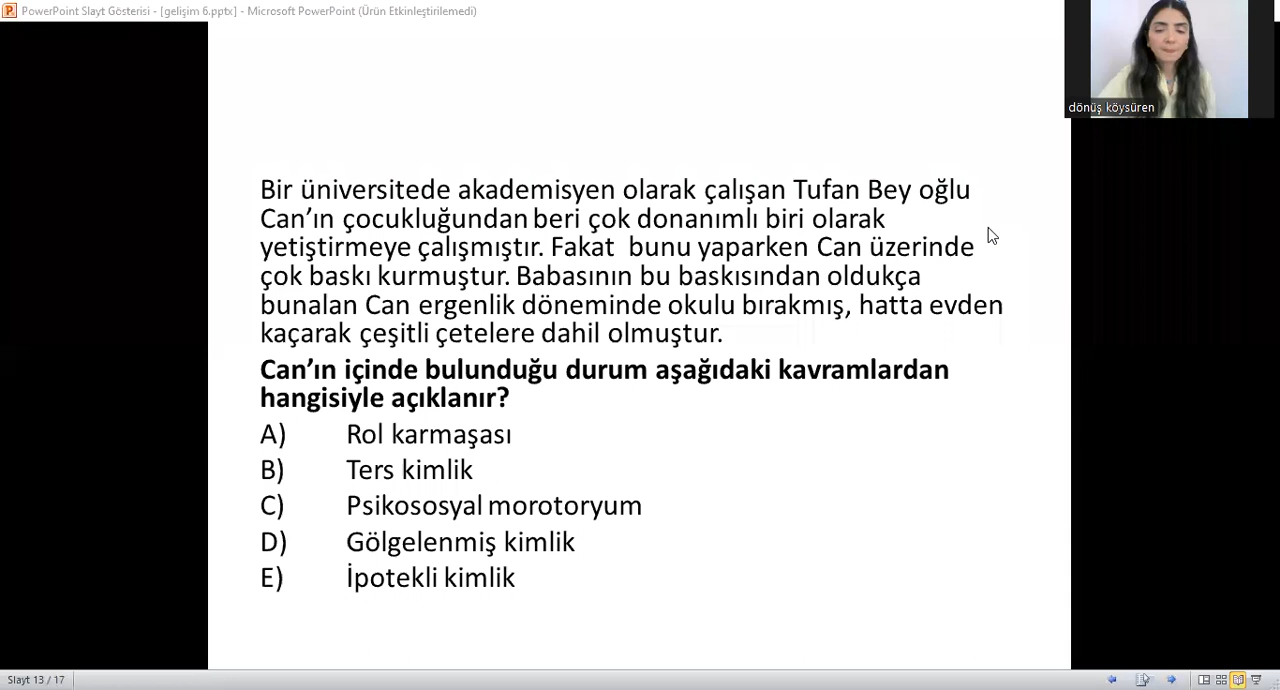 PowerPoint Slayt Gösterisi - [gelişim 6.pptx] - Microsoft PowerPoint (Ürün Etkinleştirilemedi)
dönüş köysüren
Bir üniversitede akademisyen olarak çalışan Tufan Bey oğlu
Can’ın çocukluğundan beri çok donanımlı biri olarak
yetiştirmeye çalışmıştır. Fakat bunu yaparken Can üzerinde
çok baskı kurmuştur. Babasının bu baskısından oldukça
bunalan Can ergenlik döneminde okulu bırakmış, hatta evden
kaçarak çeşitli çetelere dahil olmuştur.
Can’ın içinde bulunduğu durum aşağıdaki kavramlardan
hangisiyle açıklanır?
A) Rol karmaşası
B) Ters kimlik
C) Psikososyal morotoryum
D) Gölgelenmiş kimlik
E) İpotekli kimlik
Slayt 13 / 17